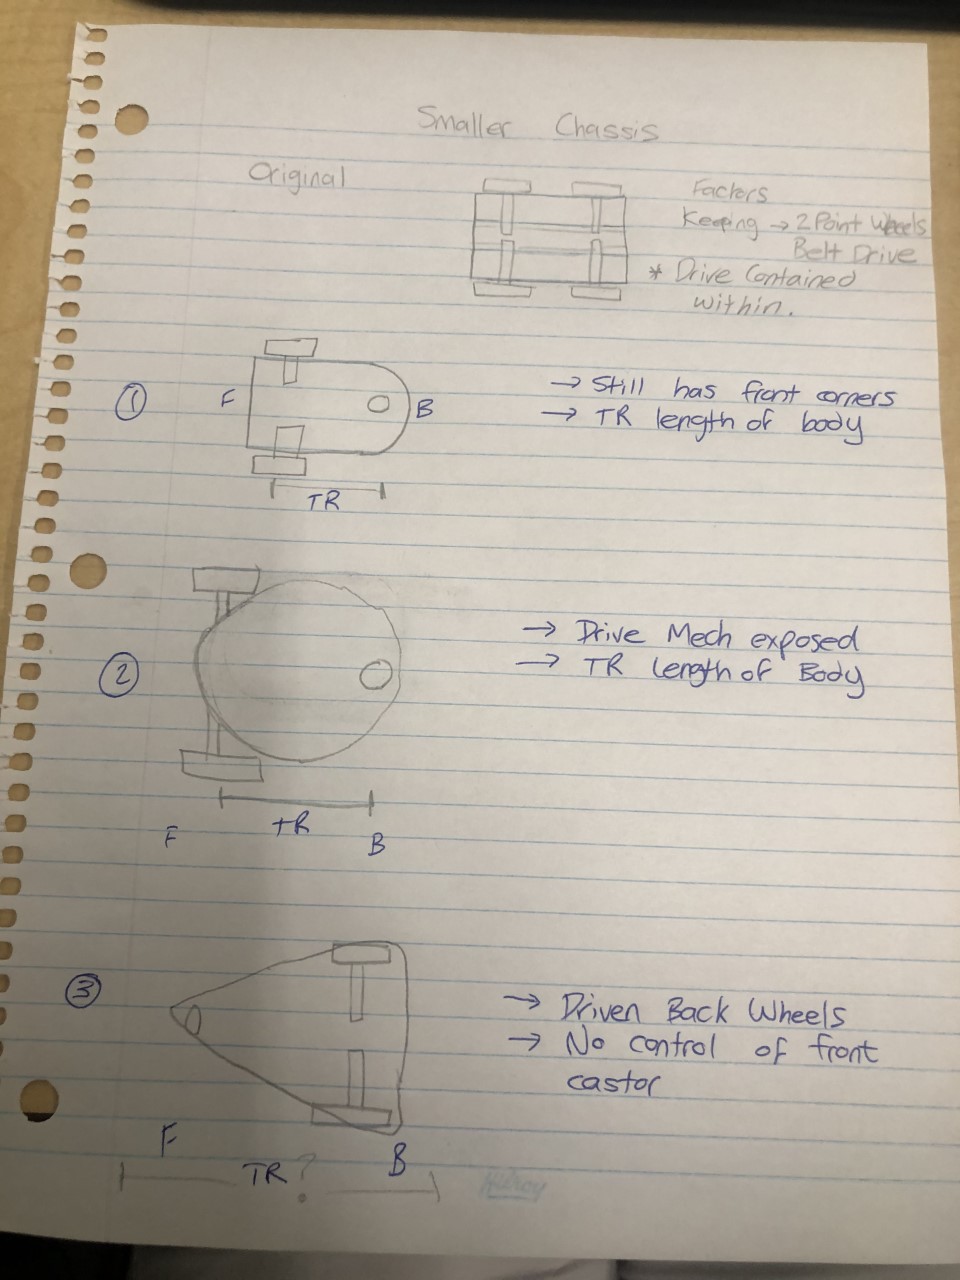 Smaller Chassis
Original
Factors
Keeping → 2 Point Wheels
Belt Drive
* Drive Contained
within.
①
F
B
→ Still has front corners
→ TR length of body
TR
②
→ Drive Mech exposed
→ TR length of Body
TR
F
B
③
→ Driven Back Wheels
→ No control of front
castor
F
B
TR?
Hilroy